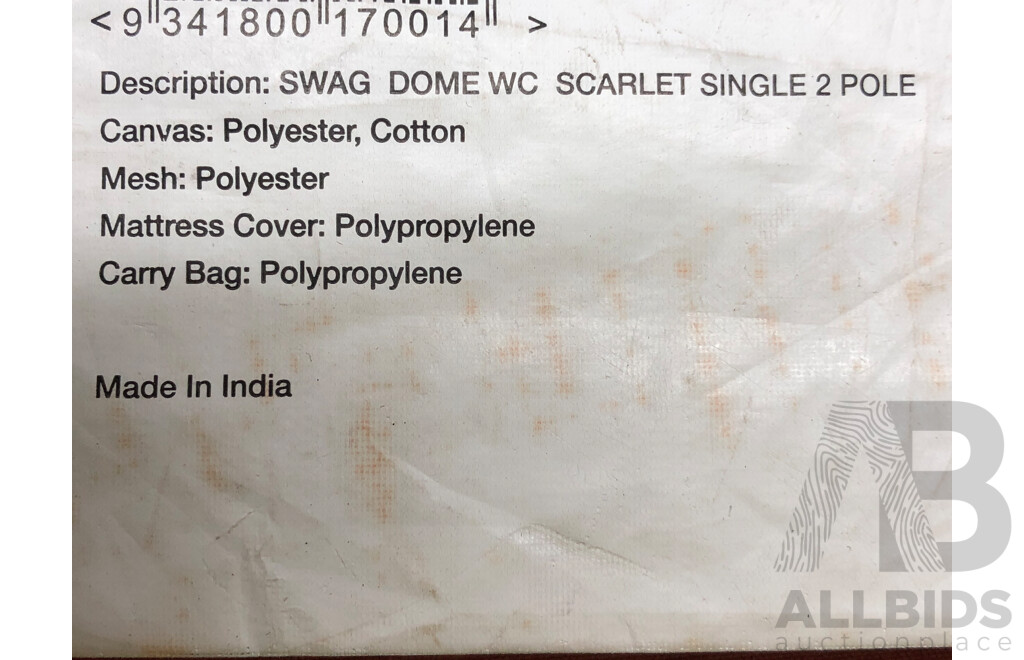 <9 341800 170014 >
Description: SWAG DOME WC SCARLET SINGLE 2 POLE
Canvas: Polyester, Cotton
Mesh: Polyester
Mattress Cover: Polypropylene
Carry Bag: Polypropylene
Made In India
AB
ALLBIDS
auctionplace